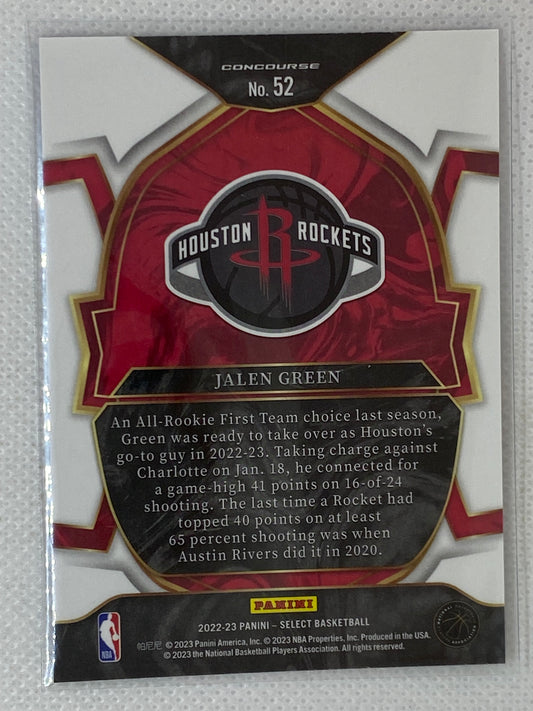 CONCOURSE
No. 52
HOUSTON R ROCKETS
JALEN GREEN
An All-Rookie First Team choice last season,
Green was ready to take over as Houston's
go-to guy in 2022-23. Taking charge against
Charlotte on Jan. 18, he connected for
a game-high 41 points on 16-of-24
shooting. The last time a Rocket had
topped 40 points on at least
65 percent shooting was when
Austin Rivers did it in 2020.
PANINI
2022-23 PANINI – SELECT BASKETBALL
NBA
帕尼尼 © 2023 Panini America, Inc. © 2023 NBA Properties, Inc. Produced in the USA.
© 2023 the National Basketball Players Association. All rights reserved.